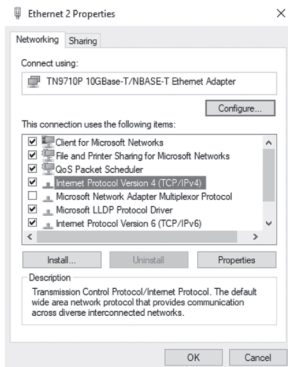 Ethernet 2 Properties
Networking
Sharing
Connect using:
TN9710P 10GBase-T/NBASE-T Ethernet Adapter
Configure...
This connection uses the following items:
Client for Microsoft Networks
File and Printer Sharing for Microsoft Networks
QoS Packet Scheduler
Internet Protocol Version 4 (TCP/IPv4)
Microsoft Network Adapter Multiplexor Protocol
Microsoft LLDP Protocol Driver
Internet Protocol Version 6 (TCP/IPv6)
Install...
Uninstall
Properties
Description
Transmission Control Protocol/Internet Protocol. The default
wide area network protocol that provides communication
across diverse interconnected networks.
OK
Cancel